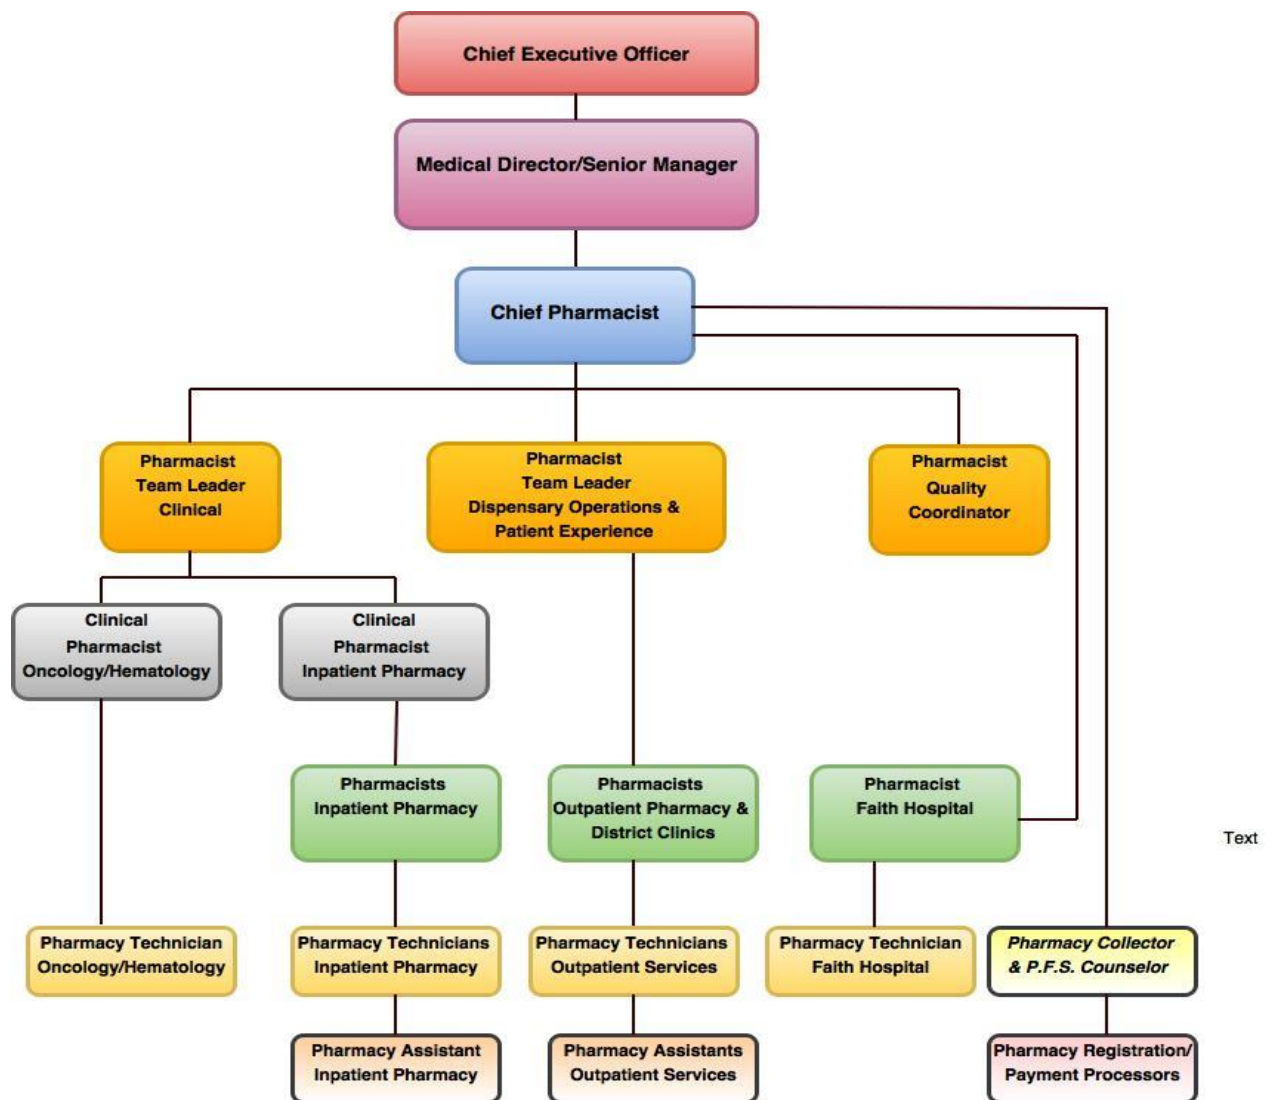 Chief Executive Officer
Medical Director/Senior Manager
Chief Pharmacist
Pharmacist
Team Leader
Clinical
Pharmacist
Team Leader
Dispensary Operations &
Patient Experience
Pharmacist
Quality
Coordinator
Clinical
Pharmacist
Oncology/Hematology
Clinical
Pharmacist
Inpatient Pharmacy
Pharmacists
Inpatient Pharmacy
Pharmacists
Outpatient Pharmacy &
District Clinics
Pharmacist
Faith Hospital
Text
Pharmacy Technician
Oncology/Hematology
Pharmacy Technicians
Inpatient Pharmacy
Pharmacy Technicians
Outpatient Services
Pharmacy Technician
Faith Hospital
Pharmacy Collector
& P.F.S. Counselor
Pharmacy Assistant
Inpatient Pharmacy
Pharmacy Assistants
Outpatient Services
Pharmacy Registration/
Payment Processors